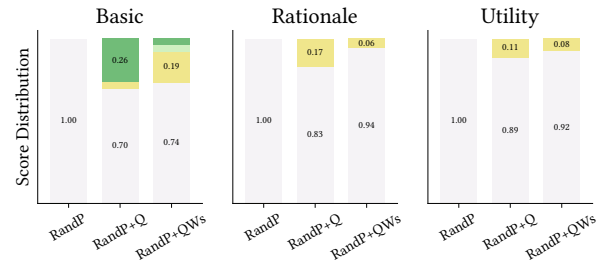 Basic
Rationale
Utility
Score Distribution
1.00
0.26
0.70
0.19
0.74
1.00
0.17
0.83
0.06
0.94
1.00
0.11
0.89
0.08
0.92
RandP
RandP+Q
RandP+QWs
RandP
RandP+Q
RandP+QWs
RandP
RandP+Q
RandP+QWs